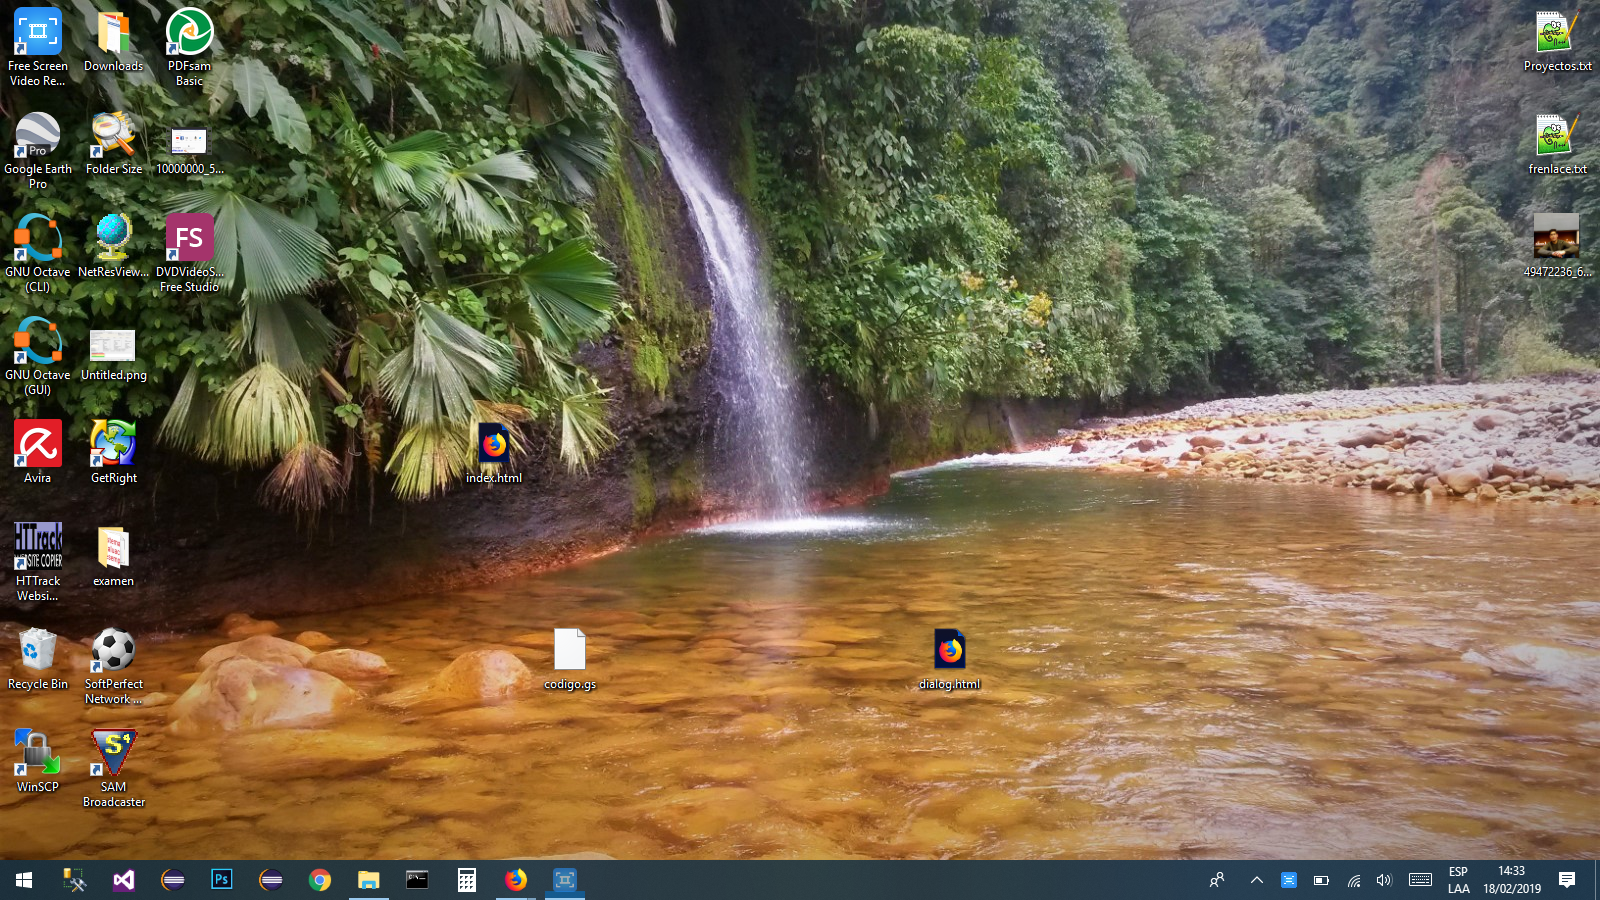 Free Screen
Video Re...
Downloads
PDFsam
Basic
Proyectos.txt
Pro
Google Earth
Pro
Folder Size
10000000_5...
frenlace.txt
GNU Octave
(CLI)
NetResView...
FS
DVDVideoS...
Free Studio
49472236_6...
GNU Octave
(GUI)
Untitled.png
Avira
GetRight
index.html
HTTrack
WEBSITE COPIER
HTTrack
Websi...
examen
Recycle Bin
SoftPerfect
Network ...
codigo.gs
dialog.html
WinSCP
S4
SAM
Broadcaster
Ps
ESP
LAA
14:33
18/02/2019